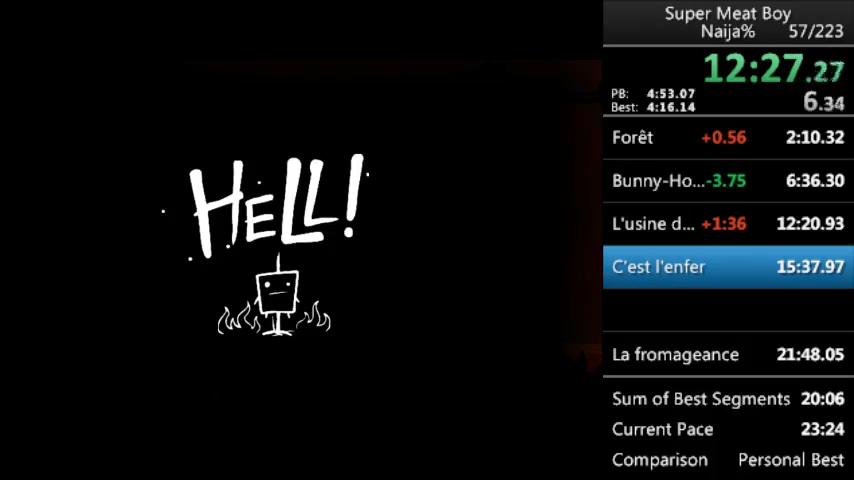 HELL!
Super Meat Boy
Naija% 57/223
12:27.27
PB: 4:53.07
Best: 4:16.14
6.34
Forêt +0.56 2:10.32
Bunny-Ho...-3.75 6:36.30
L'usine d... +1:36 12:20.93
C'est l'enfer 15:37.97
La fromageance 21:48.05
Sum of Best Segments 20:06
Current Pace 23:24
Comparison Personal Best